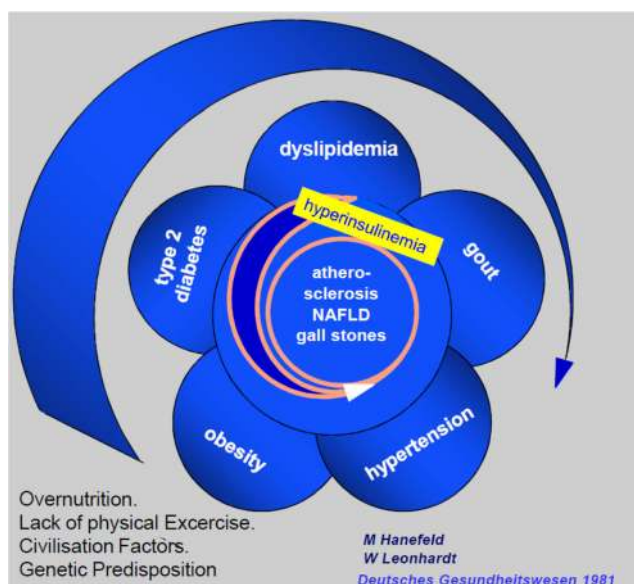 dyslipidemia
hyperinsulinemia
type 2
diabetes
gout
athero-
sclerosis
NAFLD
gall stones
obesity
hypertension
Overnutrition.
Lack of physical Excercise.
Civilisation Factors.
Genetic Predisposition
M Hanefeld
W Leonhardt
Deutsches Gesundheitswesen 1981